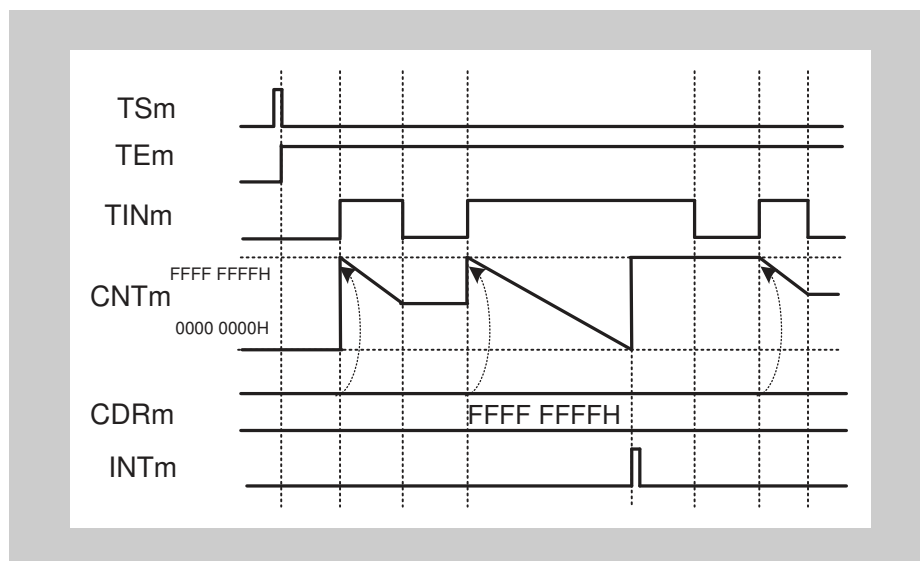 TSm
TEm
TINm
FFFF FFFFH
CNTm
0000 0000H
CDRm
FFFF FFFFH
INTm